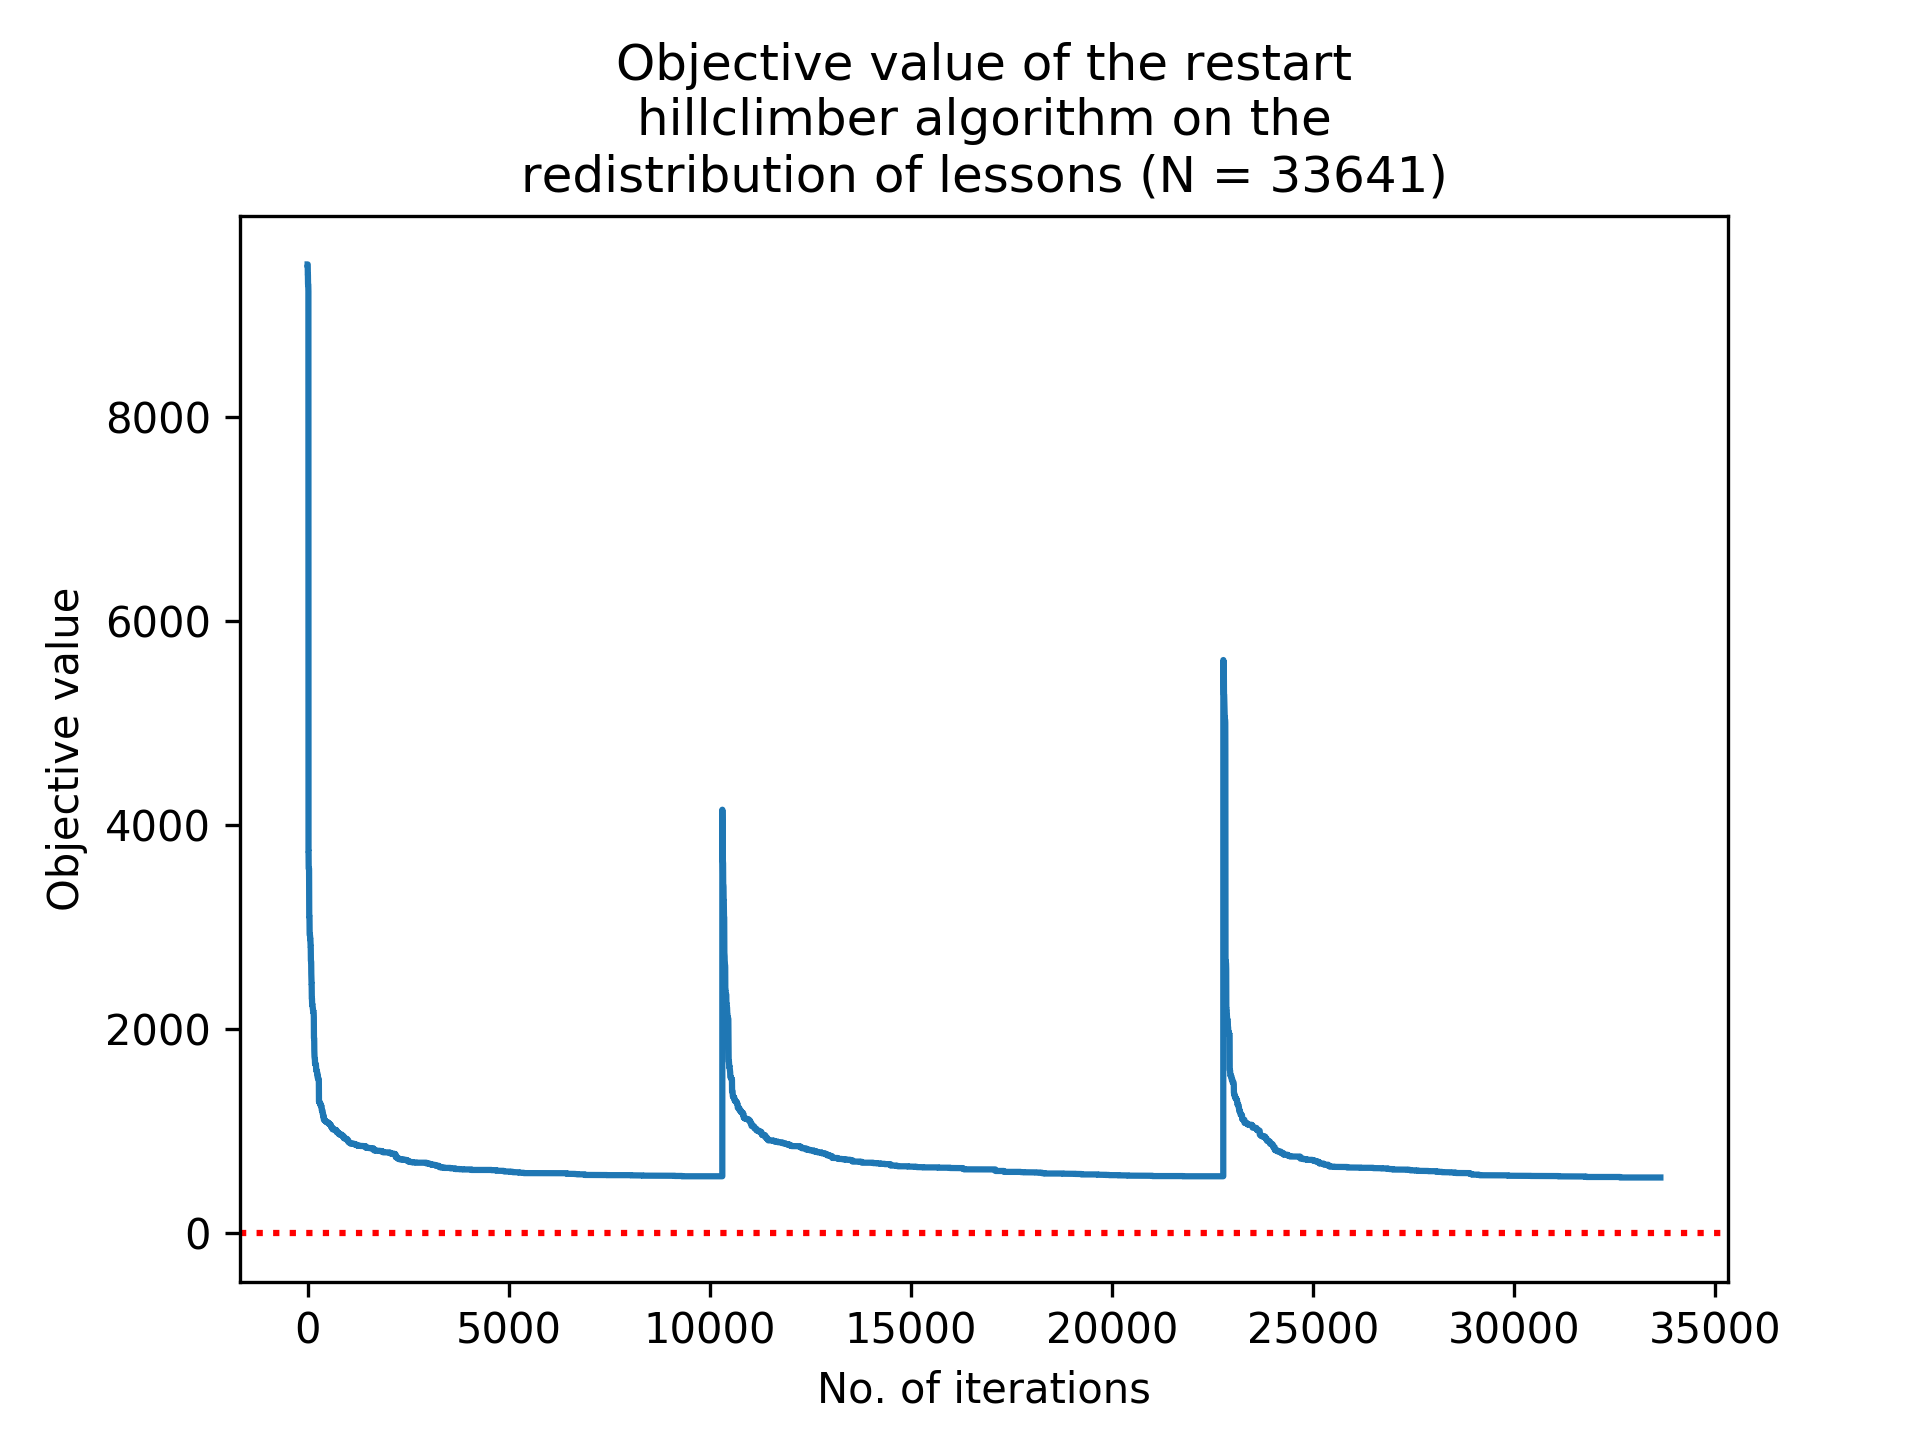 Objective value of the restart
hillclimber algorithm on the
redistribution of lessons (N = 33641)
Objective value
8000
6000
4000
2000
0
0 5000 10000 15000 20000 25000 30000 35000
No. of iterations